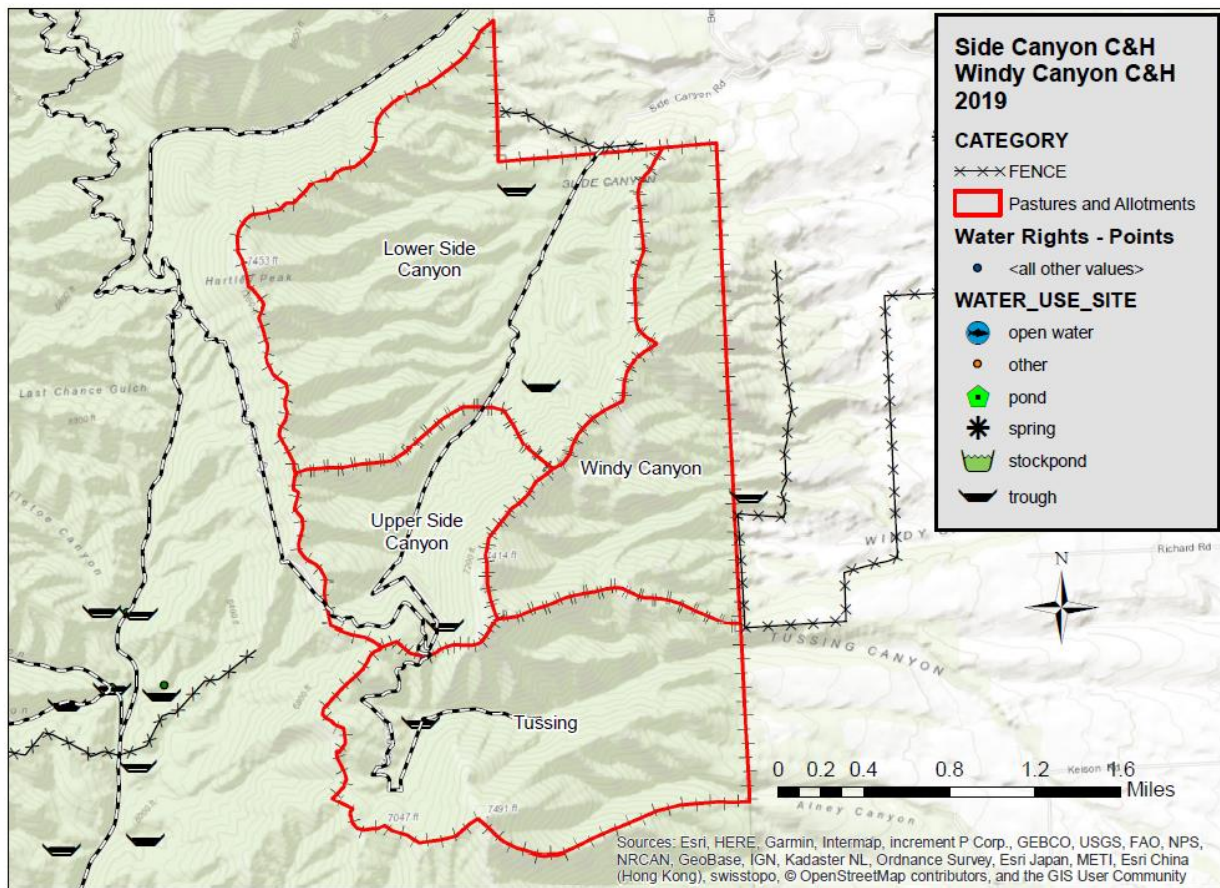 Side Canyon C&H
Windy Canyon C&H
2019
CATEGORY
FENCE
Pastures and Allotments
Water Rights - Points
<all other values>
WATER_USE_SITE
open water
other
pond
spring
stockpond
trough
Side Canyon Rd
Lower Side
Canyon
7453 ft
Hartley Peak
Last Chance Gulch
Windy Canyon
Upper Side
Canyon
7200 ft
Canyon
WINDY
Richard Rd
N
TUSSING CANYON
Tussing
7047 ft
7491 ft
Keison Rd
Alney Canyon
0 0.2 0.4 0.8 1.2 1.6
Miles
Sources: Esri, HERE, Garmin, Intermap, increment P Corp., GEBCO, USGS, FAO, NPS,
NRCAN, GeoBase, IGN, Kadaster NL, Ordnance Survey, Esri Japan, METI, Esri China
(Hong Kong), swisstopo, © OpenStreetMap contributors, and the GIS User Community